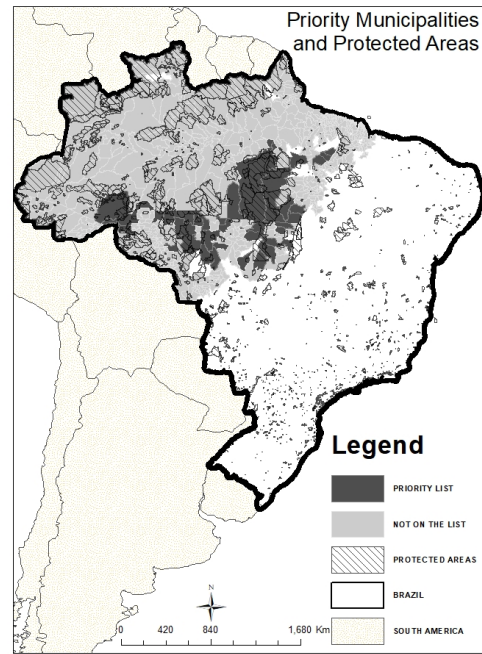 Priority Municipalities
and Protected Areas
Legend
PRIORITY LIST
NOT ON THE LIST
PROTECTED AREAS
BRAZIL
SOUTH AMERICA
N
0 420 840 1,680 Km